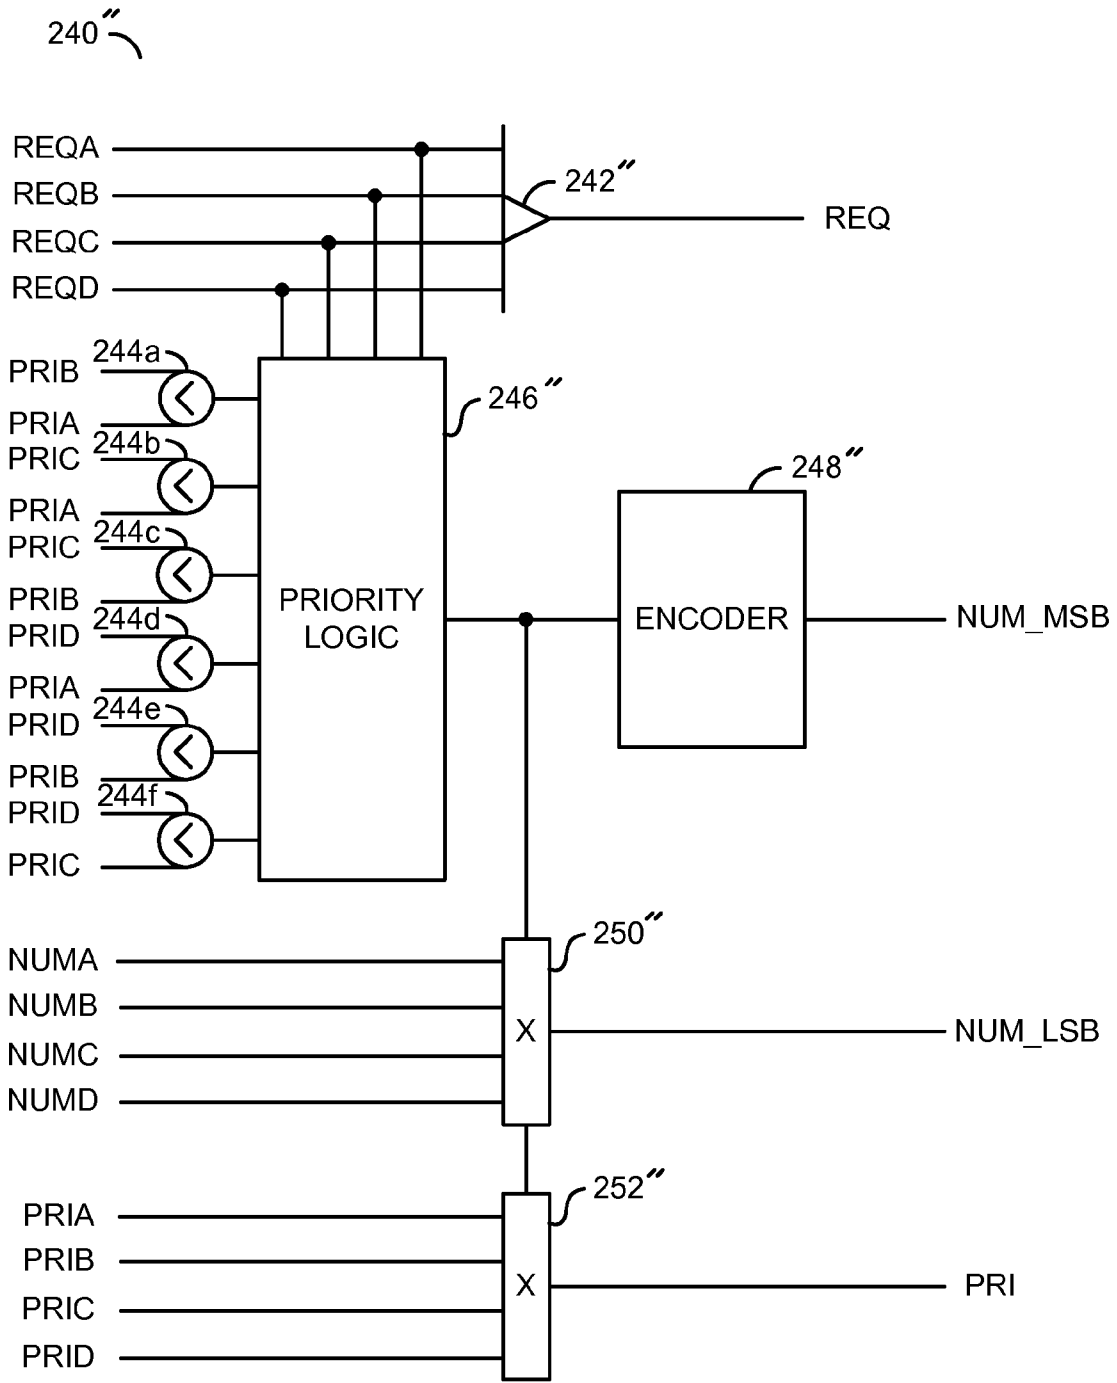 240″
REQA
REQB
242″
REQ
REQC
REQD
244a
PRIB
246″
PRIA
244b
PRIC
248″
PRIA
244c
PRIC
PRIB
PRIORITY
LOGIC
ENCODER
NUM_MSB
244d
PRID
PRIA
244e
PRID
PRIB
244f
PRID
PRIC
250″
NUMA
NUMB
X
NUM_LSB
NUMC
NUMD
252″
PRIA
PRIB
X
PRI
PRIC
PRID